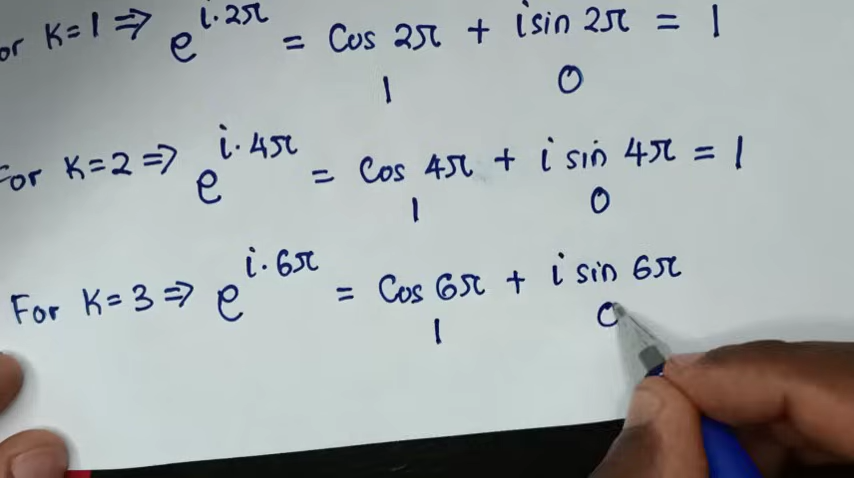 or K=1 ⇒ e^{i·2π} = Cos 2π + i sin 2π = 1
1 0
For K=2 ⇒ e^{i·4π} = Cos 4π + i sin 4π = 1
1 0
For K=3 ⇒ e^{i·6π} = Cos 6π + i sin 6π
1 0